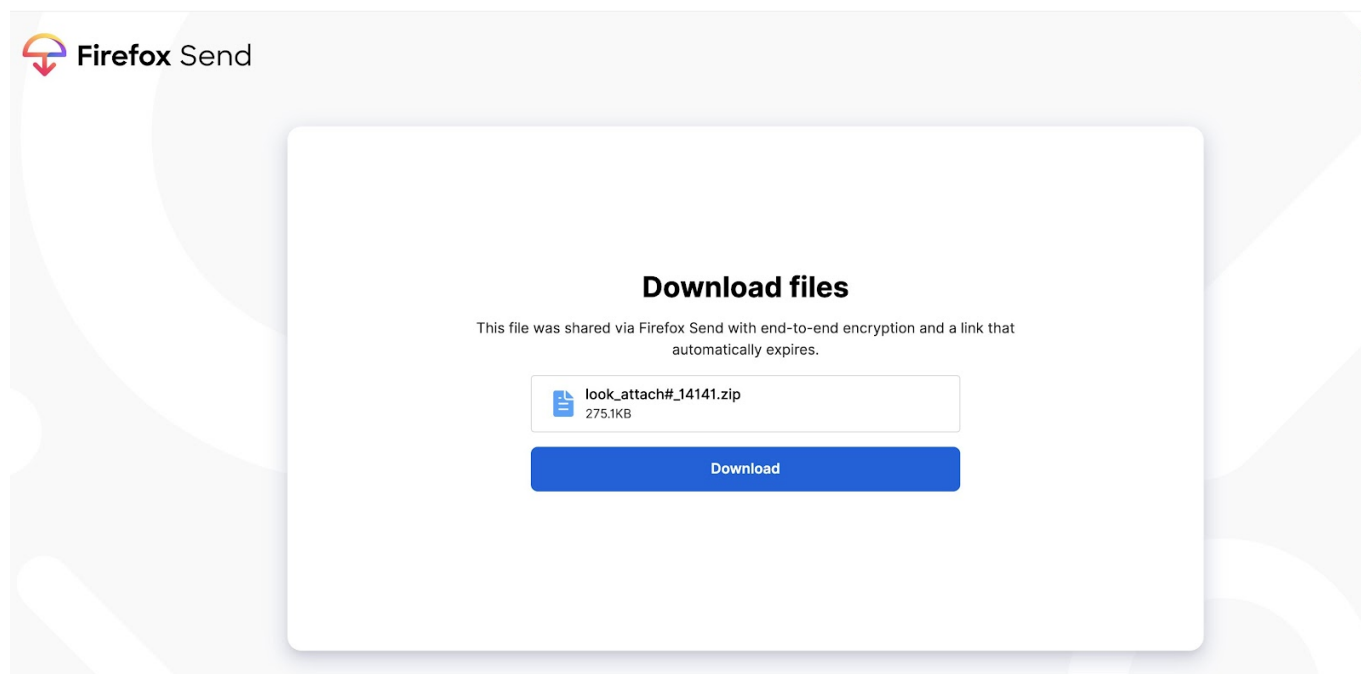 Firefox Send
Download files
This file was shared via Firefox Send with end-to-end encryption and a link that
automatically expires.
look_attach#_14141.zip
275.1KB
Download